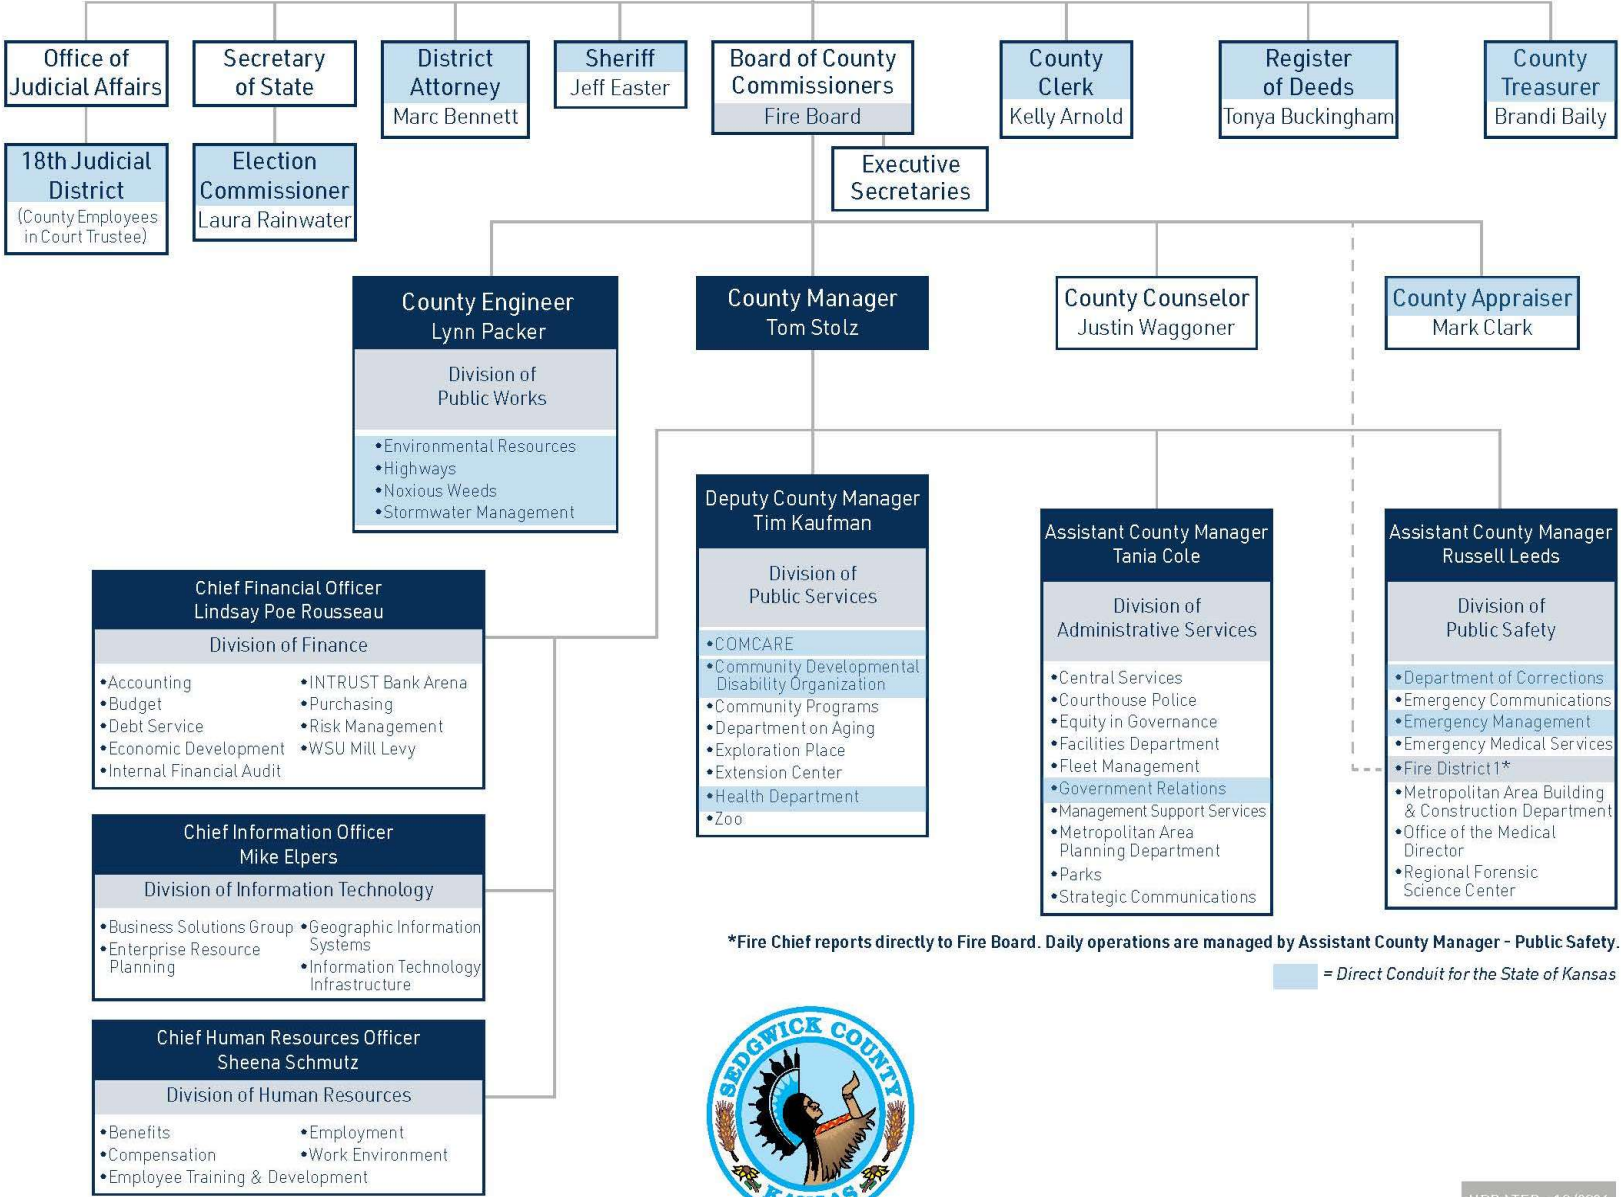 Office of
Judicial Affairs
Secretary
of State
District
Attorney
Marc Bennett
Sheriff
Jeff Easter
Board of County
Commissioners
Fire Board
County
Clerk
Kelly Arnold
Register
of Deeds
Tonya Buckingham
County
Treasurer
Brandi Baily
18th Judicial
District
(County Employees
in Court Trustee)
Election
Commissioner
Laura Rainwater
Executive
Secretaries
County Engineer
Lynn Packer
Division of
Public Works
•Environmental Resources
•Highways
•Noxious Weeds
•Stormwater Management
County Manager
Tom Stolz
County Counselor
Justin Waggoner
County Appraiser
Mark Clark
Deputy County Manager
Tim Kaufman
Division of
Public Services
•COMCARE
•Community Developmental
Disability Organization
•Community Programs
•Department on Aging
•Exploration Place
•Extension Center
•Health Department
•Zoo
Assistant County Manager
Tania Cole
Division of
Administrative Services
•Central Services
•Courthouse Police
•Equity in Governance
•Facilities Department
•Fleet Management
•Government Relations
•Management Support Services
•Metropolitan Area
Planning Department
•Parks
•Strategic Communications
Assistant County Manager
Russell Leeds
Division of
Public Safety
•Department of Corrections
•Emergency Communications
•Emergency Management
•Emergency Medical Services
•Fire District 1*
•Metropolitan Area Building
& Construction Department
•Office of the Medical
Director
•Regional Forensic
Science Center
Chief Financial Officer
Lindsay Poe Rousseau
Division of Finance
•Accounting
•Budget
•Debt Service
•Economic Development
•Internal Financial Audit
•INTRUST Bank Arena
•Purchasing
•Risk Management
•WSU Mill Levy
Chief Information Officer
Mike Elpers
Division of Information Technology
•Business Solutions Group
•Enterprise Resource
Planning
•Geographic Information
Systems
•Information Technology
Infrastructure
Chief Human Resources Officer
Sheena Schmutz
Division of Human Resources
•Benefits
•Compensation
•Employee Training & Development
•Employment
•Work Environment
*Fire Chief reports directly to Fire Board. Daily operations are managed by Assistant County Manager - Public Safety.
= Direct Conduit for the State of Kansas
SEDGWICK COUNTY
KANSAS